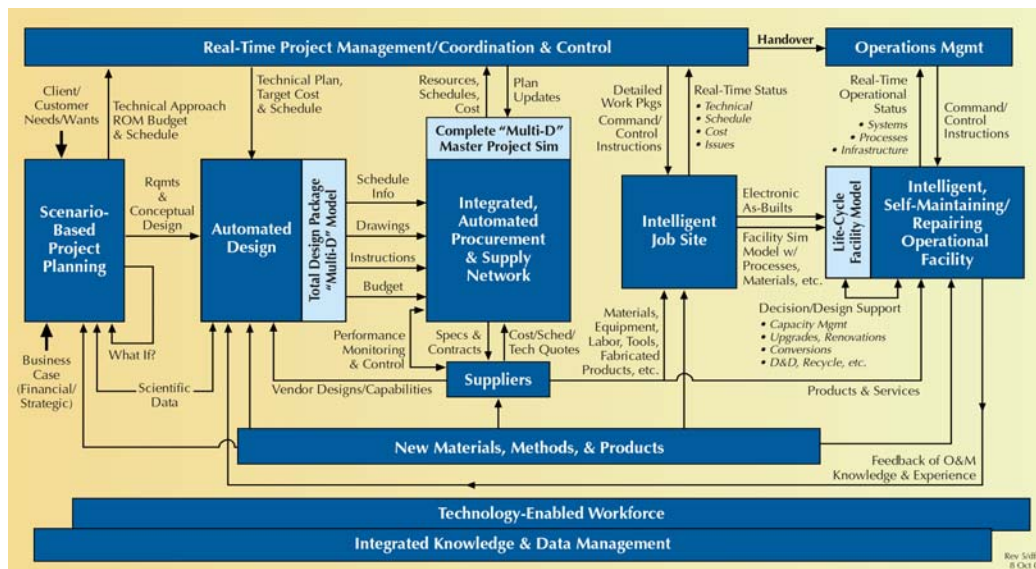 Real-Time Project Management/Coordination & Control
Handover
Operations Mgmt
Client/
Customer
Needs/Wants
Technical Approach
ROM Budget
& Schedule
Technical Plan,
Target Cost
& Schedule
Resources,
Schedules,
Cost
Plan
Updates
Detailed
Work Pkgs
Command/
Control
Instructions
Real-Time Status
• Technical
• Schedule
• Cost
• Issues
Real-Time
Operational
Status
• Systems
• Processes
• Infrastructure
Command/
Control
Instructions
Scenario-
Based
Project
Planning
Rqmts
&
Conceptual
Design
Automated
Design
Total Design Package
"Multi-D" Model
Schedule
Info
Drawings
Instructions
Budget
Complete "Multi-D"
Master Project Sim
Integrated,
Automated
Procurement
& Supply
Network
Intelligent
Job Site
Electronic
As-Builts
Facility Sim
Model w/
Processes,
Materials, etc.
Life-Cycle
Facility Model
Intelligent,
Self-Maintaining/
Repairing
Operational
Facility
What If?
Business
Case
(Financial/
Strategic)
Scientific
Data
Performance
Monitoring
& Control
Specs &
Contracts
Cost/Sched/
Tech Quotes
Suppliers
Vendor Designs/Capabilities
Materials,
Equipment,
Labor, Tools,
Fabricated
Products, etc.
Decision/Design Support
• Capacity Mgmt
• Upgrades, Renovations
• Conversions
• D&D, Recycle, etc.
Products & Services
New Materials, Methods, & Products
Feedback of O&M
Knowledge & Experience
Technology-Enabled Workforce
Integrated Knowledge & Data Management
8 Oct